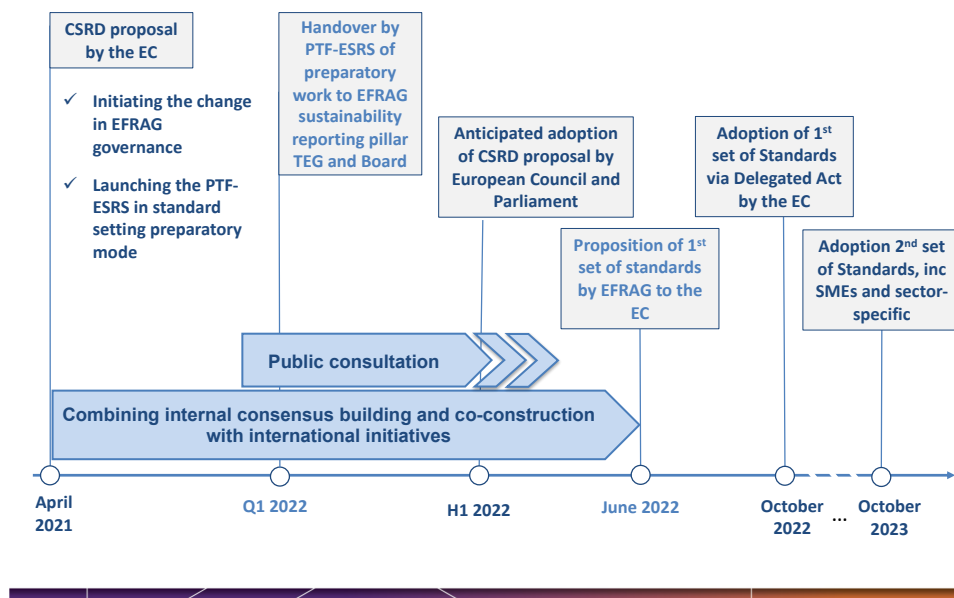 CSRD proposal
by the EC
✓ Initiating the change
in EFRAG
governance
✓ Launching the PTF-
ESRS in standard
setting preparatory
mode
Handover by
PTF-ESRS of
preparatory
work to EFRAG
sustainability
reporting pillar
TEG and Board
Anticipated adoption
of CSRD proposal by
European Council and
Parliament
Proposition of 1st
set of standards
by EFRAG to the
EC
Adoption of 1st
set of Standards
via Delegated Act
by the EC
Adoption 2nd set
of Standards, inc
SMEs and sector-
specific
Public consultation
Combining internal consensus building and co-construction
with international initiatives
April
2021
Q1 2022
H1 2022
June 2022
October
2022
...
October
2023